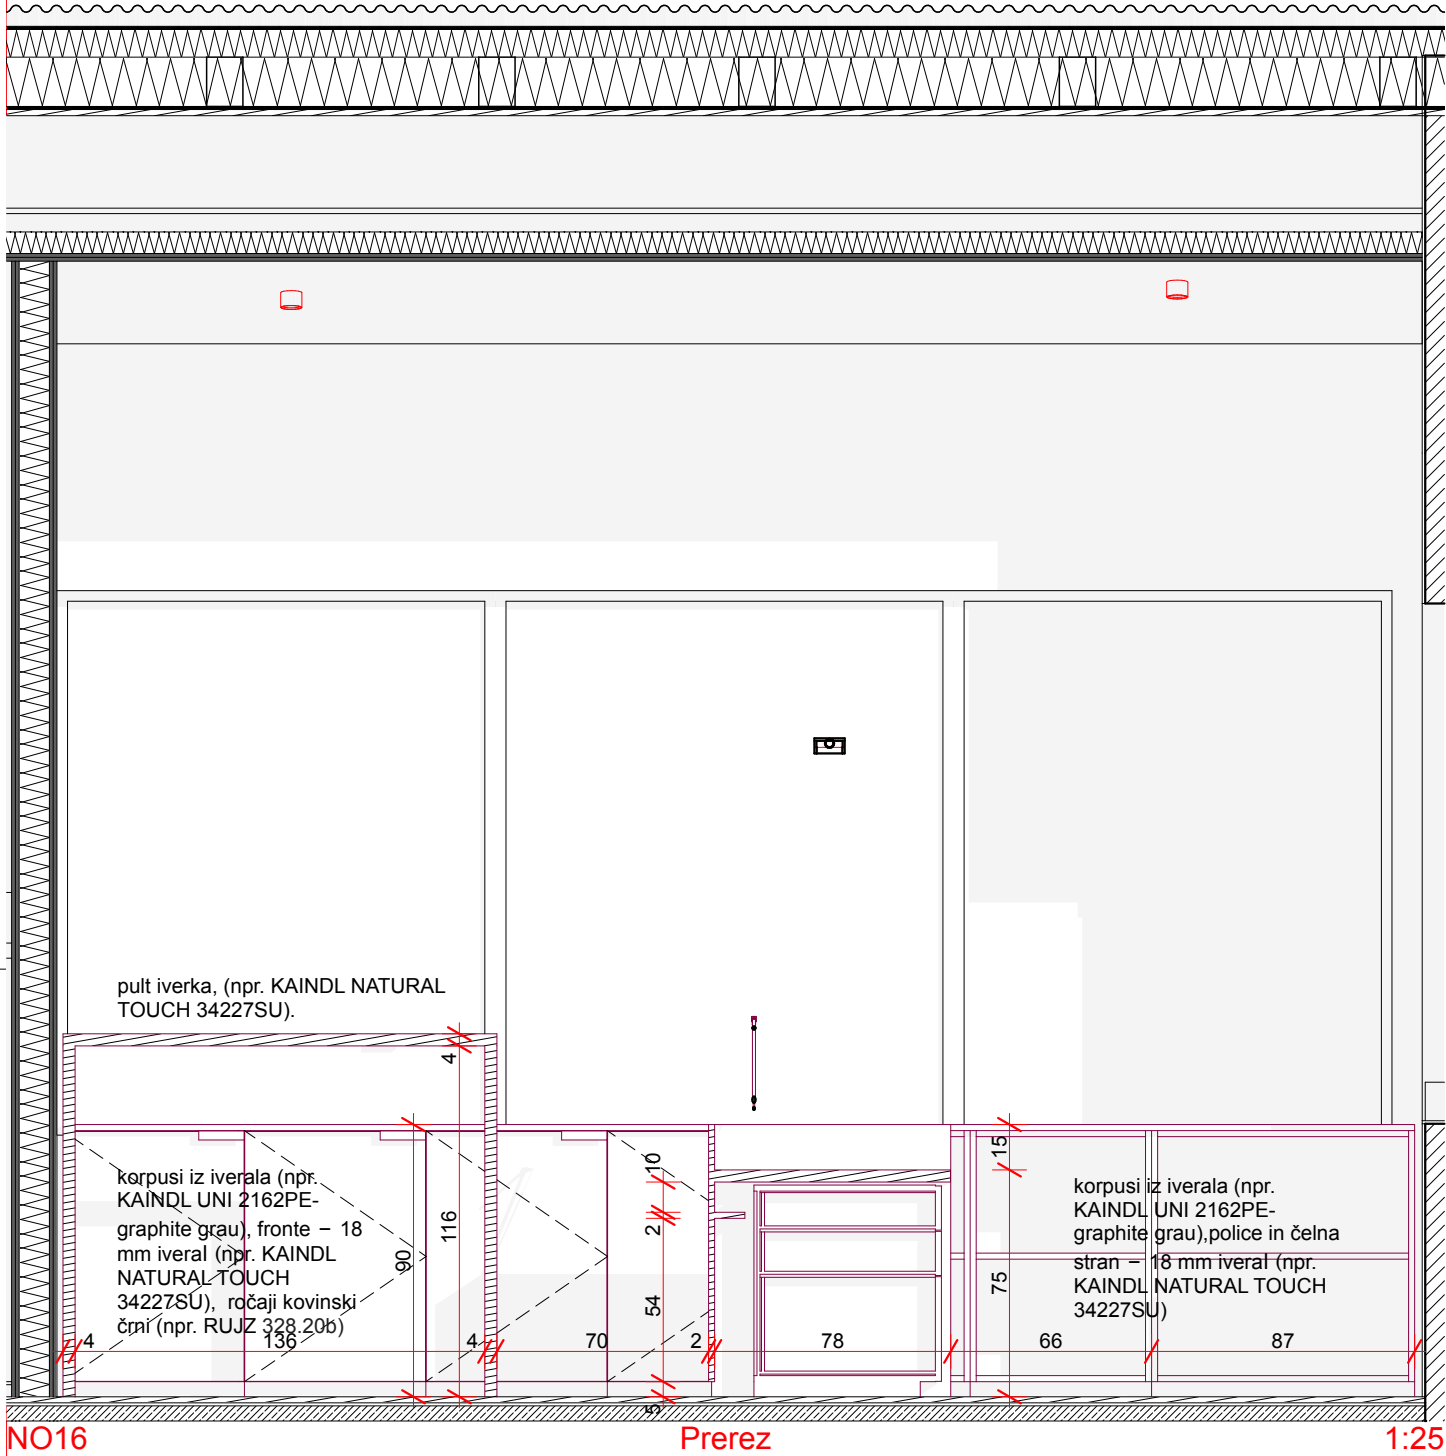 pult iverka, (npr. KAINDL NATURAL
TOUCH 34227SU).
4
korpusi iz iverala (npr.
KAINDL UNI 2162PE-
graphite grau), fronte – 18
mm iveral (npr. KAINDL
NATURAL TOUCH
34227SU), ročaji kovinski
črni (npr. RUJZ 328.20b)
90
116
10
2
54
5
15
75
korpusi iz iverala (npr.
KAINDL UNI 2162PE-
graphite grau),police in čelna
stran – 18 mm iveral (npr.
KAINDL NATURAL TOUCH
34227SU)
4 136 4 70 2 78 66 87
NO16 Prerez 1:25